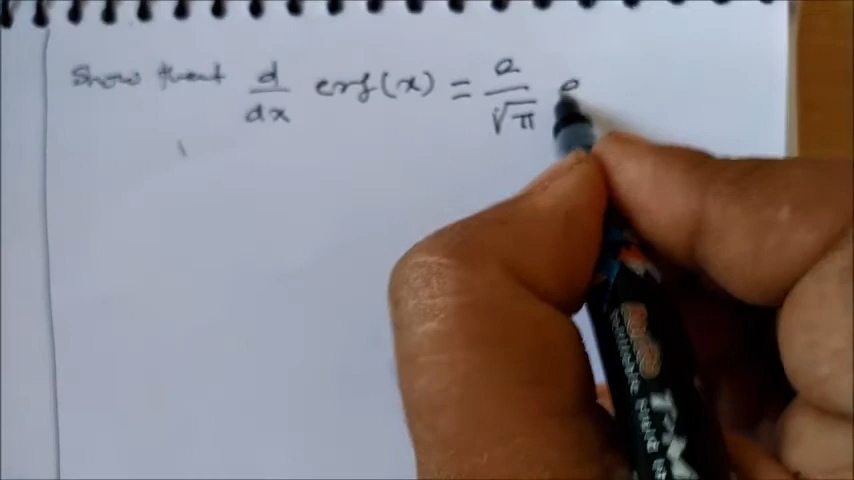 Show that d/dx erf(x) = 2/√π e